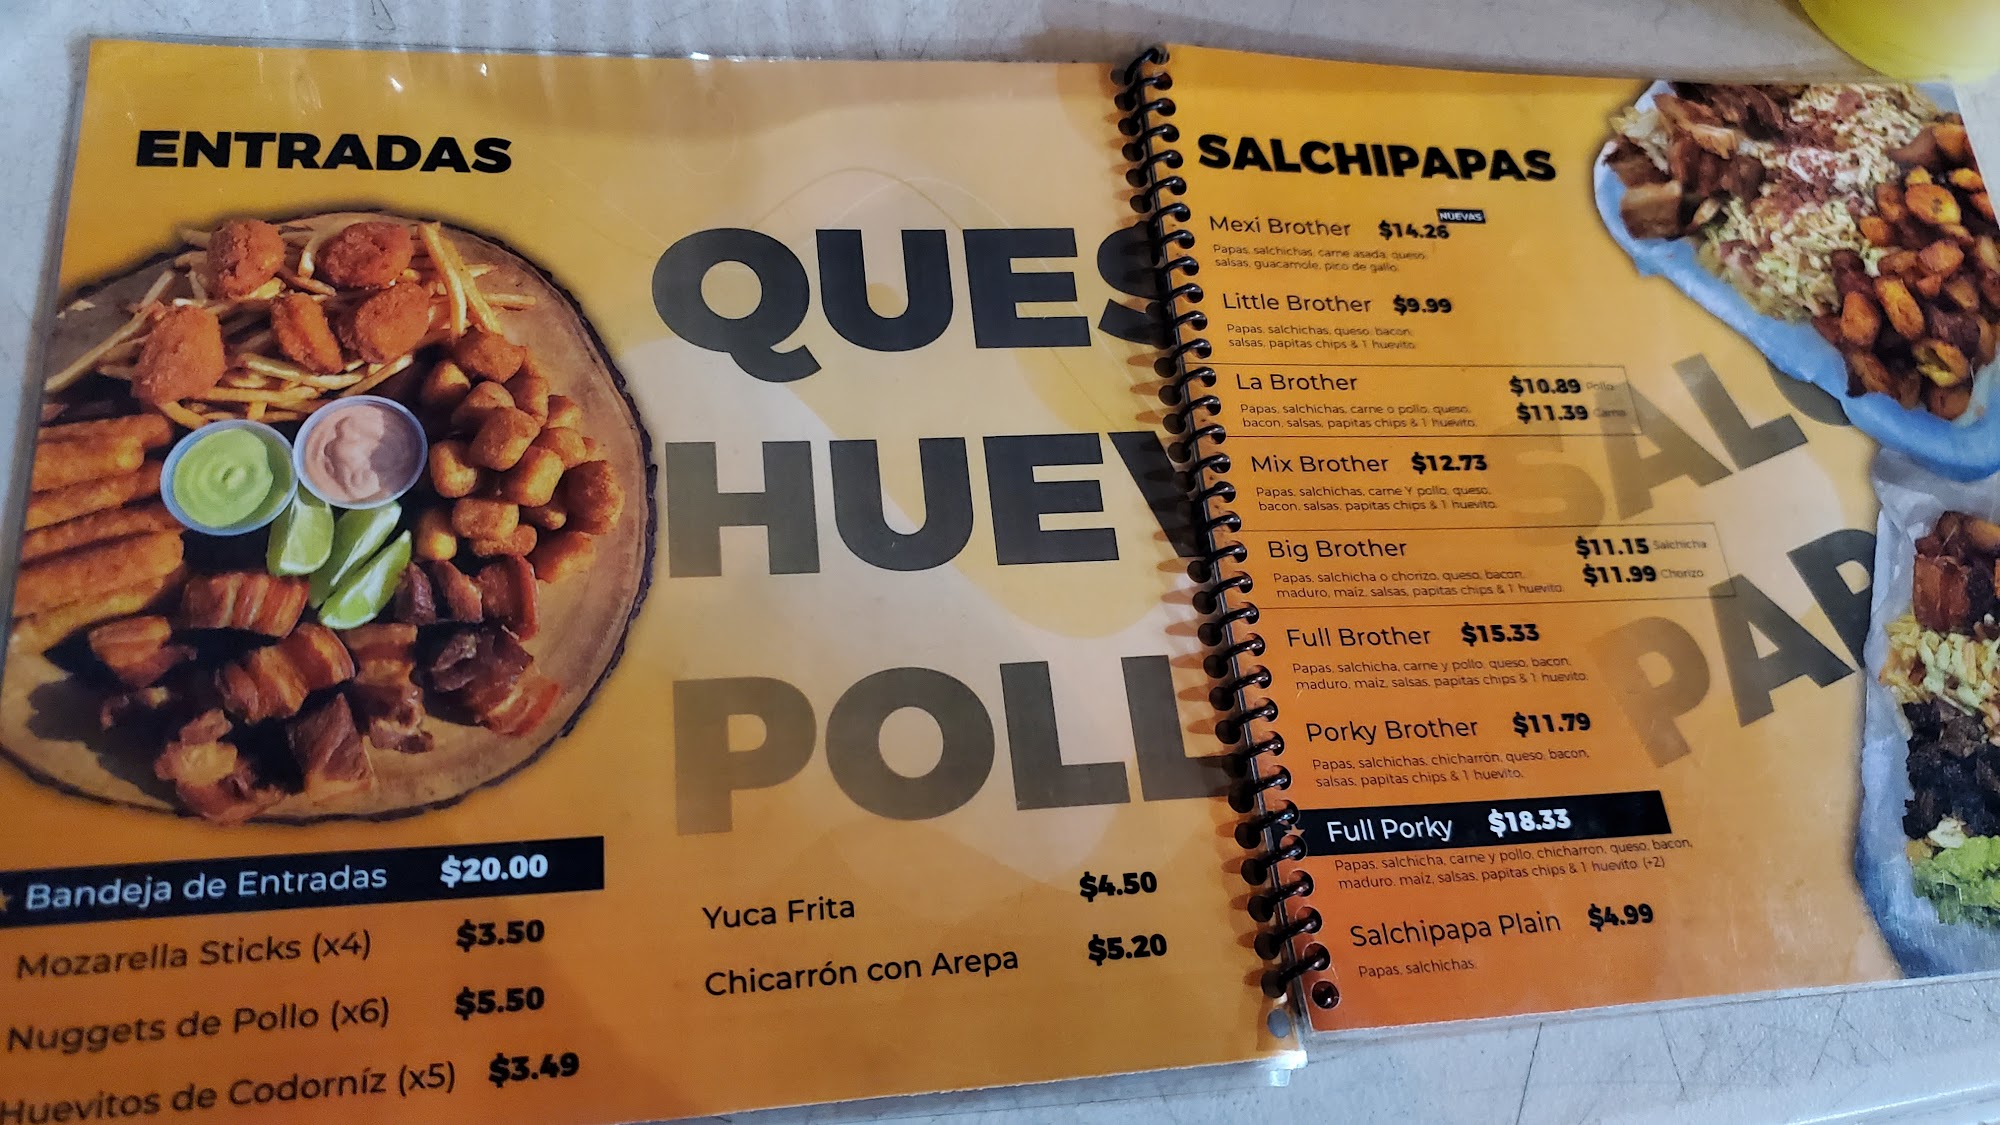 ENTRADAS
QUES
HUEV
POLL
Bandeja de Entradas $20.00
Mozarella Sticks (x4) $3.50
Nuggets de Pollo (x6) $5.50
Huevitos de Codorníz (x5) $3.49
Yuca Frita $4.50
Chicarrón con Arepa $5.20
SALCHIPAPAS
Mexi Brother $14.26 NUEVAS
Papas, salchichas, carne asada, queso,
salsas, guacamole, pico de gallo.
Little Brother $9.99
Papas, salchichas, queso, bacon,
salsas, papitas chips & 1 huevito.
La Brother $10.89 Pollo
$11.39 Carne
Papas, salchichas, carne o pollo, queso,
bacon, salsas, papitas chips & 1 huevito.
Mix Brother $12.73
Papas, salchichas, carne Y pollo, queso,
bacon, salsas, papitas chips & 1 huevito.
Big Brother $11.15 Salchicha
$11.99 Chorizo
Papas, salchicha o chorizo, queso, bacon,
maduro, maiz, salsas, papitas chips & 1 huevito.
Full Brother $15.33
Papas, salchicha, carne y pollo, queso, bacon,
maduro, maiz, salsas, papitas chips & 1 huevito.
Porky Brother $11.79
Papas, salchichas, chicharrón, queso, bacon,
salsas, papitas chips & 1 huevito.
Full Porky $18.33
Papas, salchicha, carne y pollo, chicharron, queso, bacon,
maduro, maiz, salsas, papitas chips & 1 huevito. (+2)
Salchipapa Plain $4.99
Papas, salchichas.
SALC
PAP